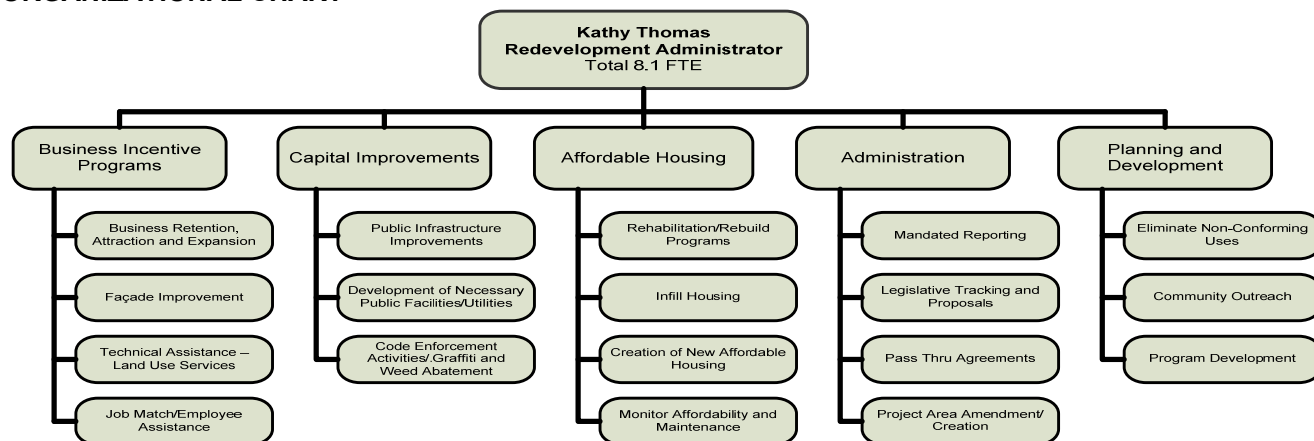 Kathy Thomas
Redevelopment Administrator
Total 8.1 FTE
Business Incentive
Programs
Capital Improvements
Affordable Housing
Administration
Planning and
Development
Business Retention,
Attraction and Expansion
Façade Improvement
Technical Assistance –
Land Use Services
Job Match/Employee
Assistance
Public Infrastructure
Improvements
Development of Necessary
Public Facilities/Utilities
Code Enforcement
Activities/.Graffiti and
Weed Abatement
Rehabilitation/Rebuild
Programs
Infill Housing
Creation of New Affordable
Housing
Monitor Affordability and
Maintenance
Mandated Reporting
Legislative Tracking and
Proposals
Pass Thru Agreements
Project Area Amendment/
Creation
Eliminate Non-Conforming
Uses
Community Outreach
Program Development